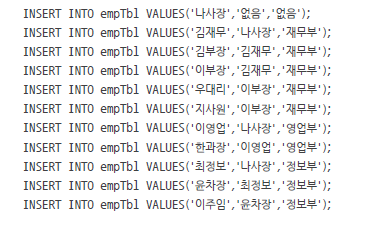 INSERT INTO empTbl VALUES('나사장','없음','없음');
INSERT INTO empTbl VALUES('김재무','나사장','재무부');
INSERT INTO empTbl VALUES('김부장','김재무','재무부');
INSERT INTO empTbl VALUES('이부장','김재무','재무부');
INSERT INTO empTbl VALUES('우대리','이부장','재무부');
INSERT INTO empTbl VALUES('지사원','이부장','재무부');
INSERT INTO empTbl VALUES('이영업','나사장','영업부');
INSERT INTO empTbl VALUES('한과장','이영업','영업부');
INSERT INTO empTbl VALUES('최정보','나사장','정보부');
INSERT INTO empTbl VALUES('윤차장','최정보','정보부');
INSERT INTO empTbl VALUES('이주임','윤차장','정보부');